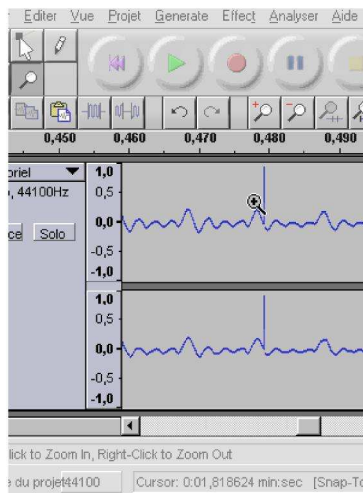 Editer Vue Projet Generate Effect Analyser Aide
0,450 0,460 0,470 0,480 0,490
oriel 1,0
, 44100Hz 0,5
0,0
ce Solo
-0,5
-1,0
1,0
0,5
0,0
-0,5
-1,0
lick to Zoom In, Right-Click to Zoom Out
e du projet 44100 Cursor: 0:01,818624 min:sec [Snap-To